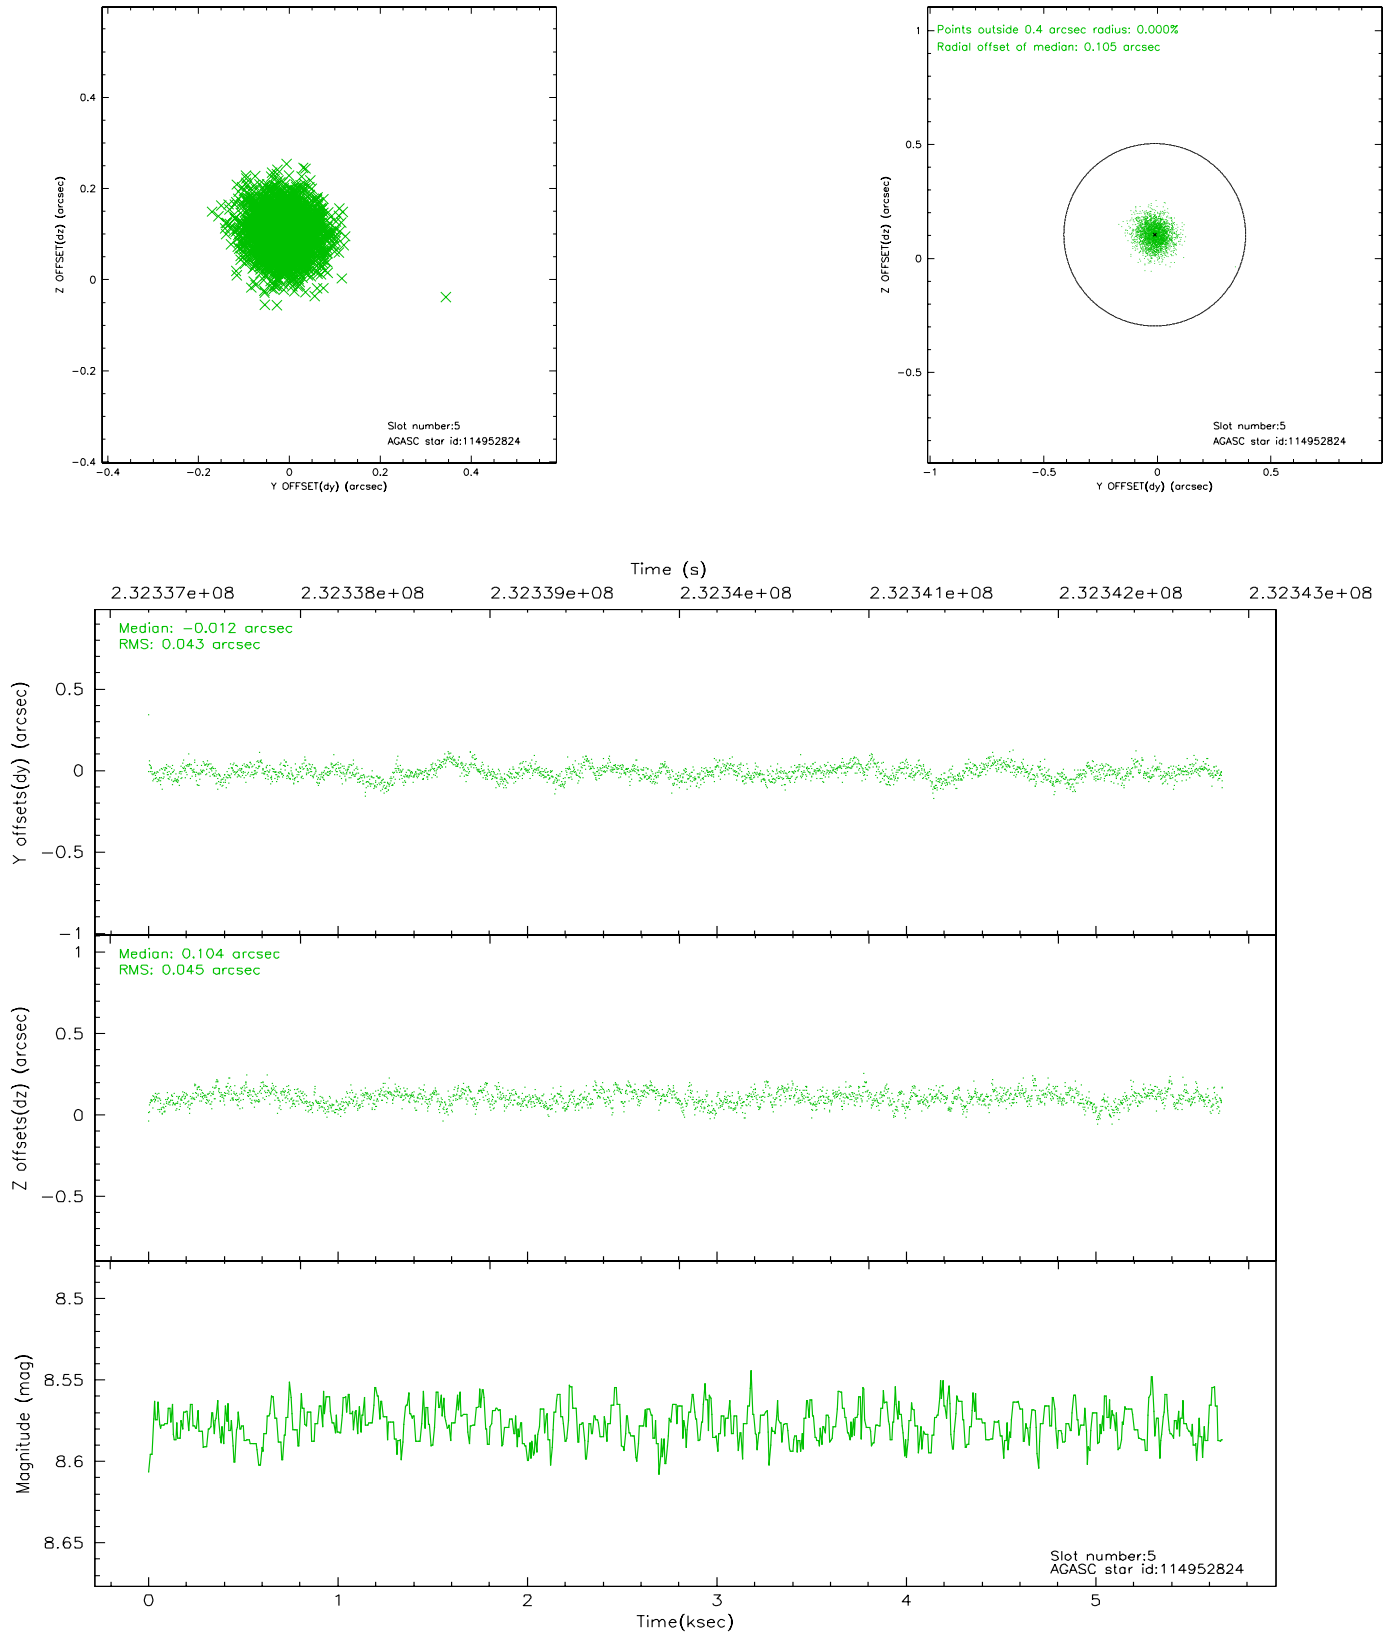 0.4
0.2
0
−0.2
−0.4
Z OFFSET(dz) (arcsec)
−0.4 −0.2 0 0.2 0.4
Y OFFSET(dy) (arcsec)
Slot number:5
AGASC star id:114952824
Points outside 0.4 arcsec radius: 0.000%
Radial offset of median: 0.105 arcsec
1
0.5
0
−0.5
Z OFFSET(dz) (arcsec)
−1 −0.5 0 0.5
Y OFFSET(dy) (arcsec)
Slot number:5
AGASC star id:114952824
Time (s)
2.32337e+08 2.32338e+08 2.32339e+08 2.3234e+08 2.32341e+08 2.32342e+08 2.32343e+08
Median: −0.012 arcsec
RMS: 0.043 arcsec
0.5
0
−0.5
−1
Y offsets(dy) (arcsec)
Median: 0.104 arcsec
RMS: 0.045 arcsec
1
0.5
0
−0.5
Z offsets(dz) (arcsec)
8.5
8.55
8.6
8.65
Magnitude (mag)
Slot number:5
AGASC star id:114952824
0 1 2 3 4 5
Time(ksec)